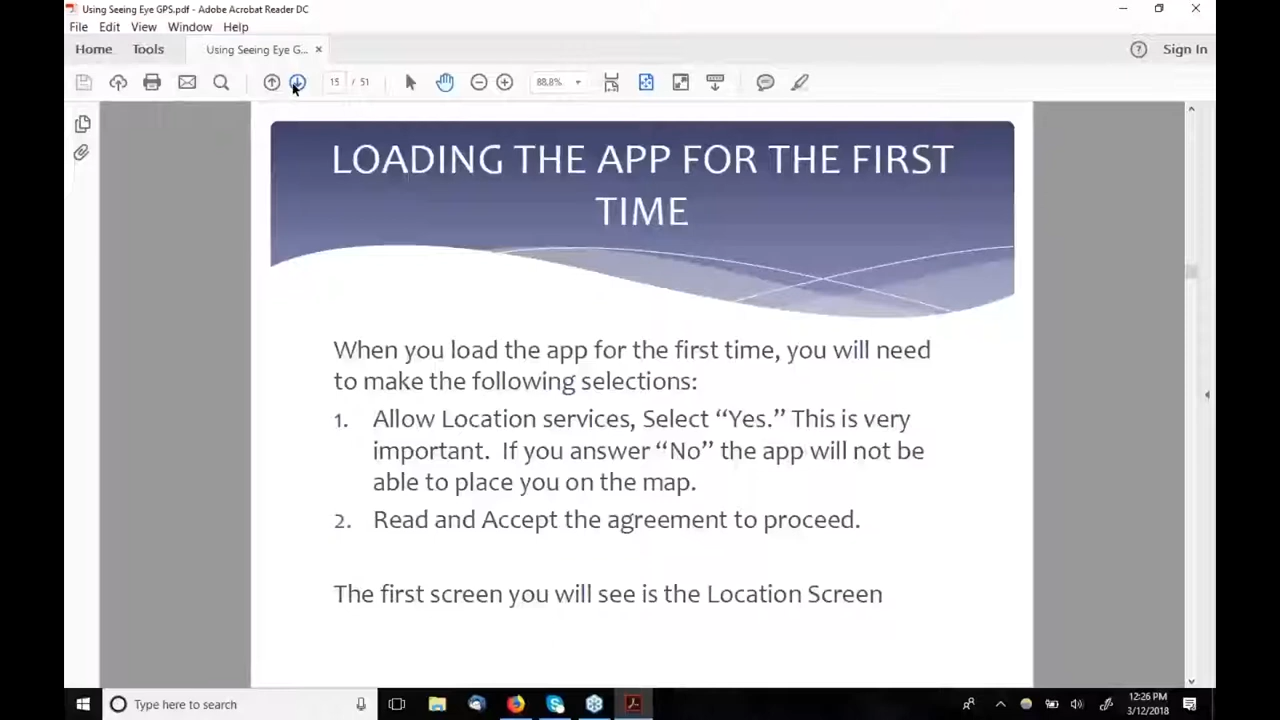 Using Seeing Eye GPS.pdf - Adobe Acrobat Reader DC
File Edit View Window Help
Home Tools Using Seeing Eye G... × Sign In
15 / 51 88.8%
LOADING THE APP FOR THE FIRST
TIME
When you load the app for the first time, you will need
to make the following selections:
1. Allow Location services, Select “Yes.” This is very
important. If you answer “No” the app will not be
able to place you on the map.
2. Read and Accept the agreement to proceed.
The first screen you will see is the Location Screen
Type here to search
12:26 PM
3/12/2018